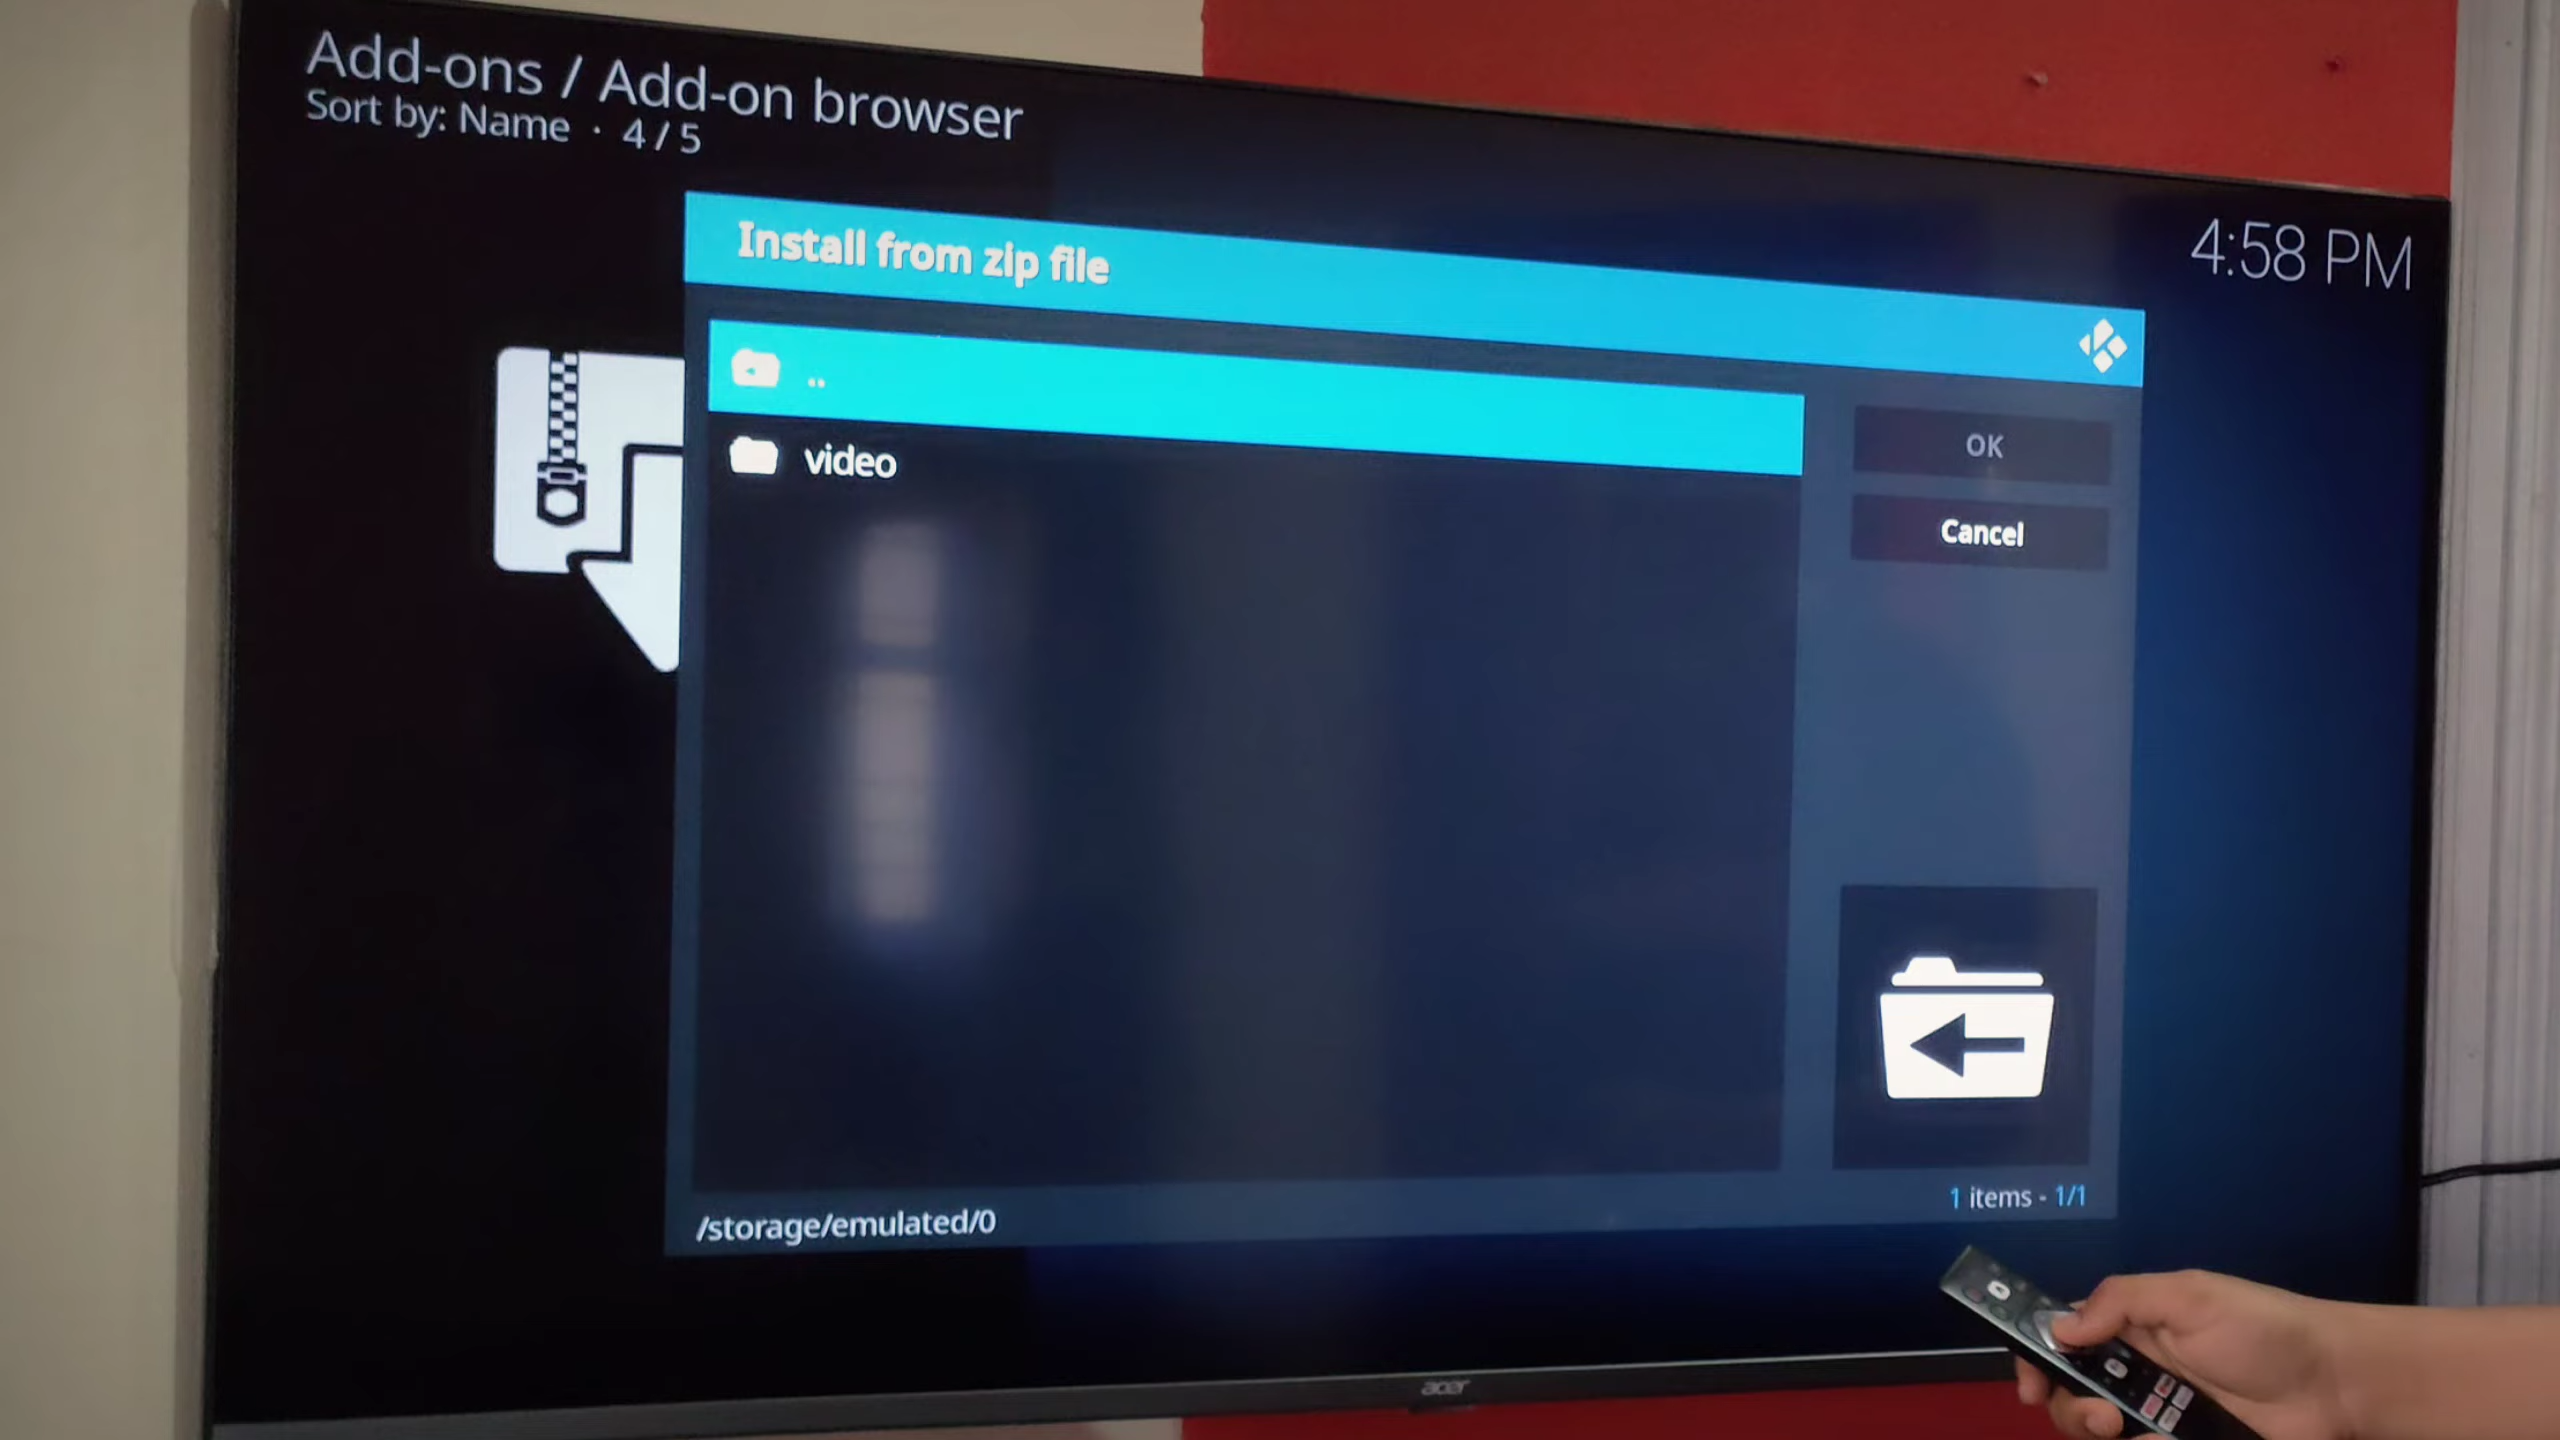 Add-ons / Add-on browser
Sort by: Name · 4 / 5
4:58 PM
Install from zip file
..
video
OK
Cancel
1 items - 1/1
/storage/emulated/0
acer